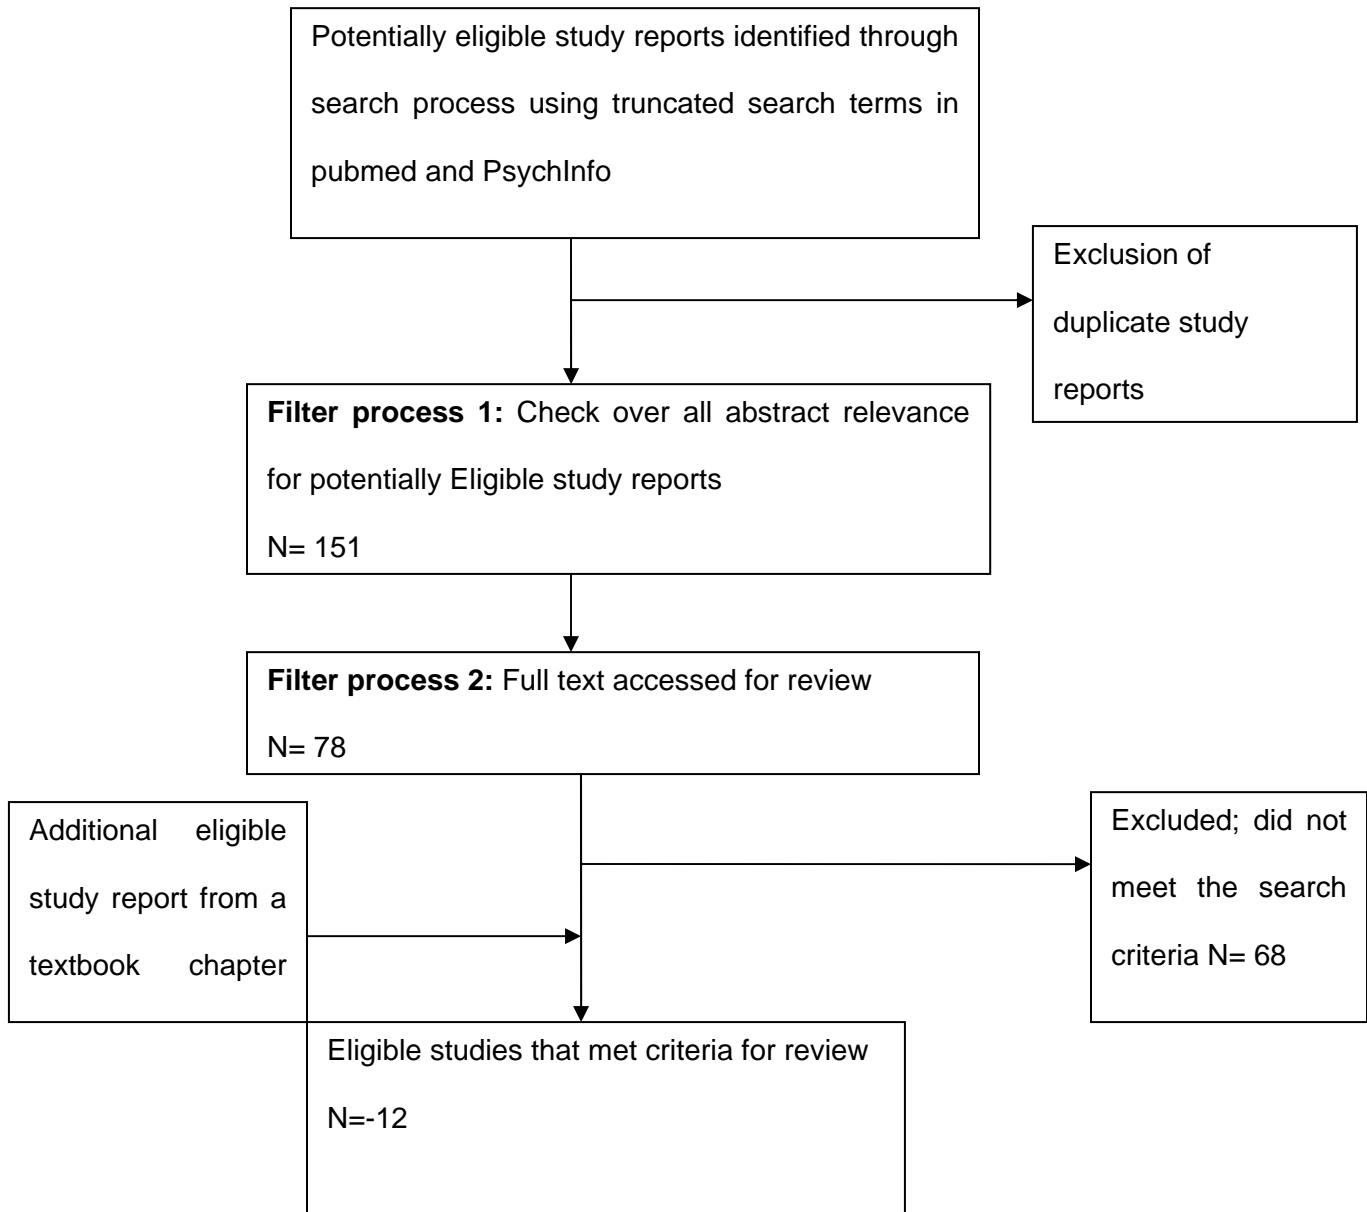 Potentially eligible study reports identified through
search process using truncated search terms in
pubmed and PsychInfo
Exclusion of
duplicate study
reports
Filter process 1: Check over all abstract relevance
for potentially Eligible study reports
N= 151
Filter process 2: Full text accessed for review
N= 78
Additional eligible
study report from a
textbook chapter
Excluded; did not
meet the search
criteria N= 68
Eligible studies that met criteria for review
N=-12